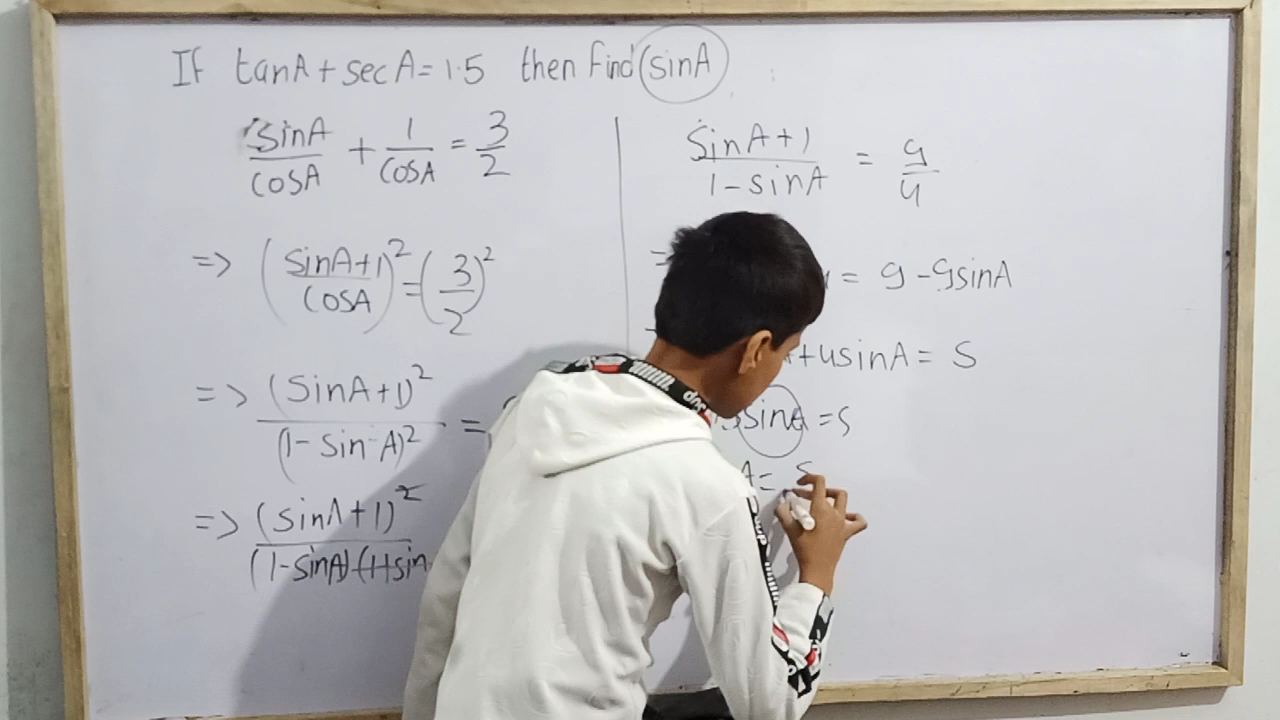 If tanA + secA = 1.5 then find sinA
sinA/cosA + 1/cosA = 3/2
=> (sinA+1/cosA)² = (3/2)²
=> (sinA+1)²/(1-sin A)² =
=> (sinA+1)²/(1-sinA)(1+sin
sinA+1/1-sinA = 9/4
= 9-9sinA
+4sinA = 5
sinA = 5
A = 5